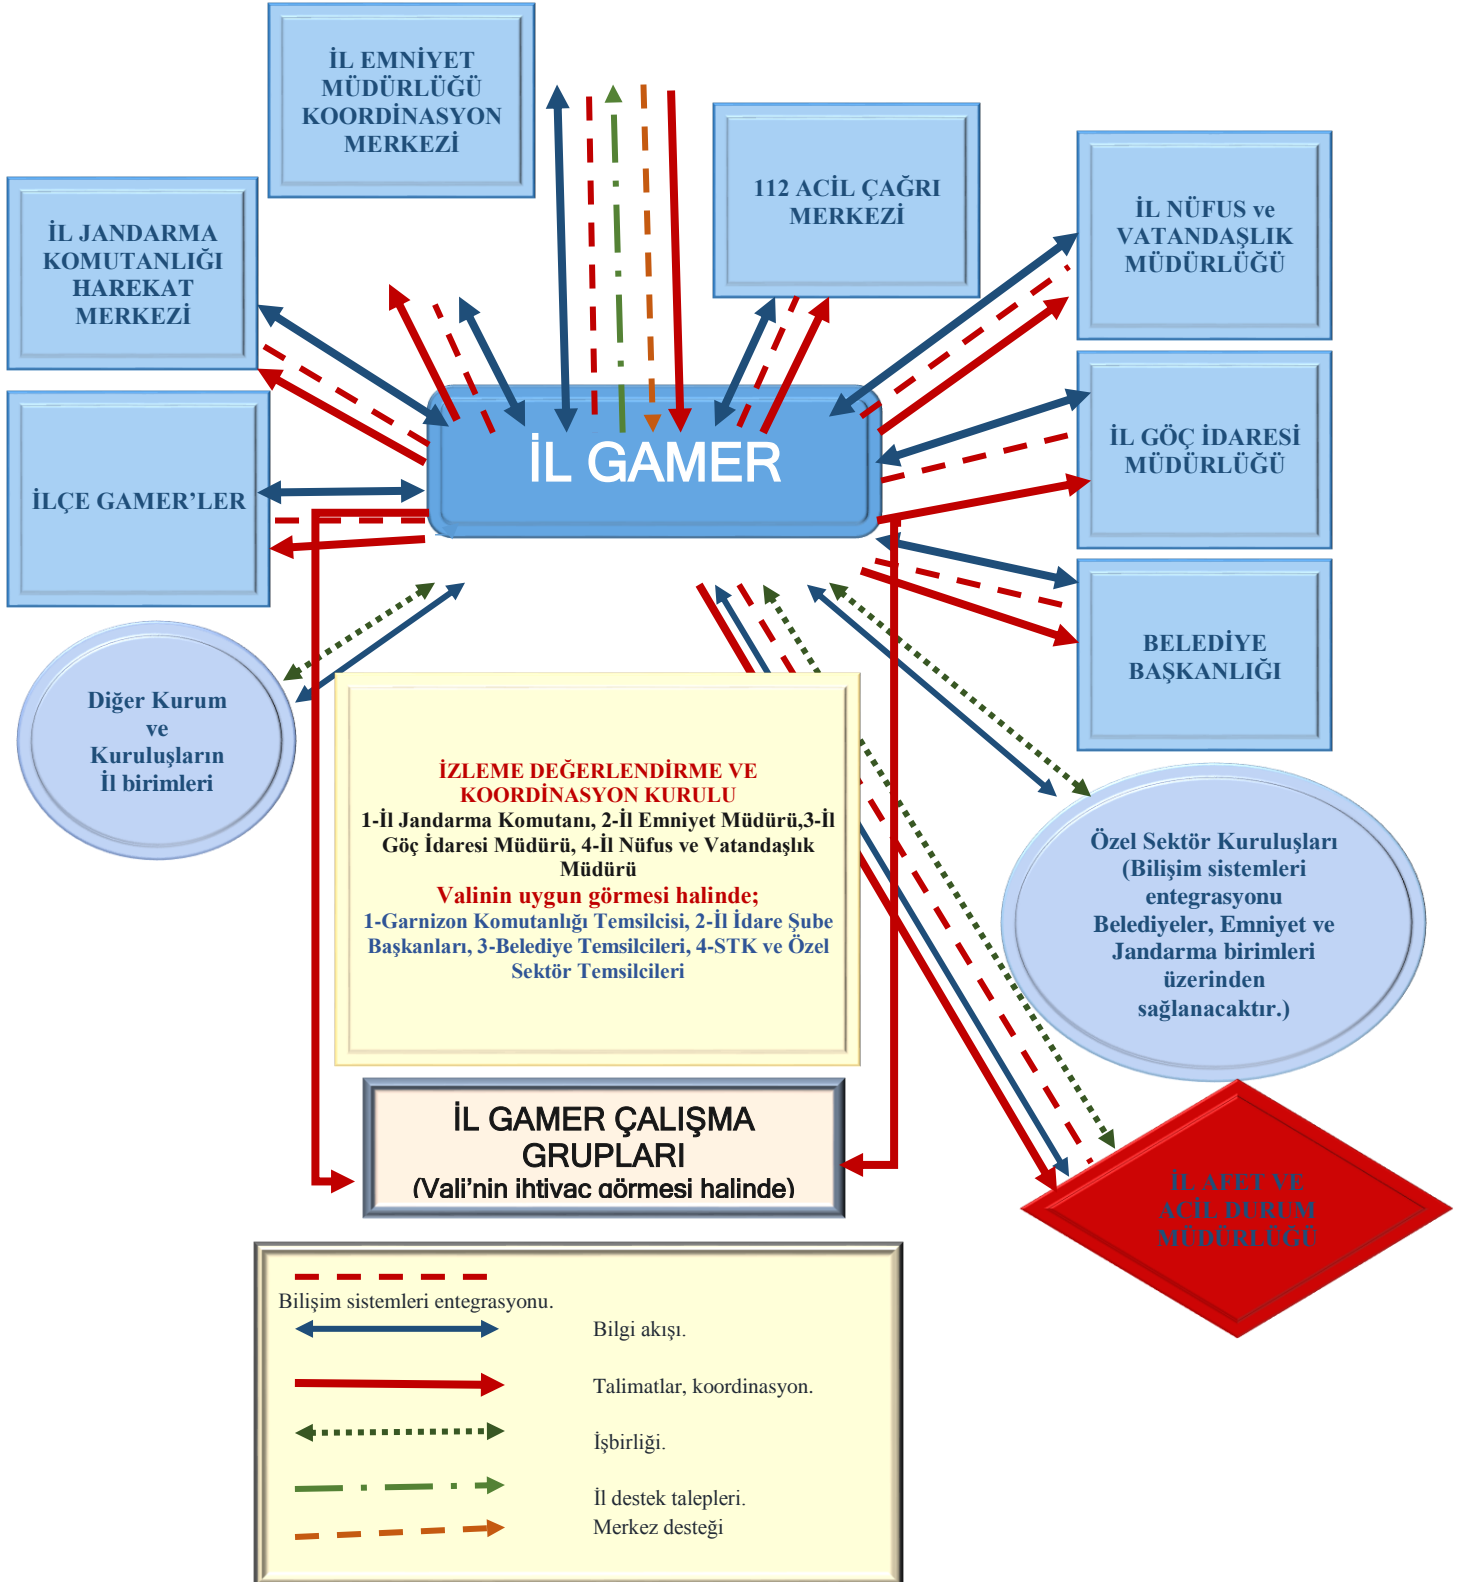 İL EMNİYET
MÜDÜRLÜĞÜ
KOORDİNASYON
MERKEZİ
112 ACİL ÇAĞRI
MERKEZİ
İL NÜFUS ve
VATANDAŞLIK
MÜDÜRLÜĞÜ
İL JANDARMA
KOMUTANLIĞI
HAREKAT
MERKEZİ
İL GAMER
İL GÖÇ İDARESİ
MÜDÜRLÜĞÜ
İLÇE GAMER’LER
BELEDİYE
BAŞKANLIĞI
Diğer Kurum
ve
Kuruluşların
İl birimleri
İZLEME DEĞERLENDİRME VE
KOORDİNASYON KURULU
1-İl Jandarma Komutanı, 2-İl Emniyet Müdürü,3-İl
Göç İdaresi Müdürü, 4-İl Nüfus ve Vatandaşlık
Müdürü
Valinin uygun görmesi halinde;
1-Garnizon Komutanlığı Temsilcisi, 2-İl İdare Şube
Başkanları, 3-Belediye Temsilcileri, 4-STK ve Özel
Sektör Temsilcileri
Özel Sektör Kuruluşları
(Bilişim sistemleri
entegrasyonu
Belediyeler, Emniyet ve
Jandarma birimleri
üzerinden
sağlanacaktır.)
İL GAMER ÇALIŞMA
GRUPLARI
(Vali’nin ihtiyaç görmesi halinde)
İL AFET VE
ACİL DURUM
MÜDÜRLÜĞÜ
Bilişim sistemleri entegrasyonu.
Bilgi akışı.
Talimatlar, koordinasyon.
İşbirliği.
İl destek talepleri.
Merkez desteği